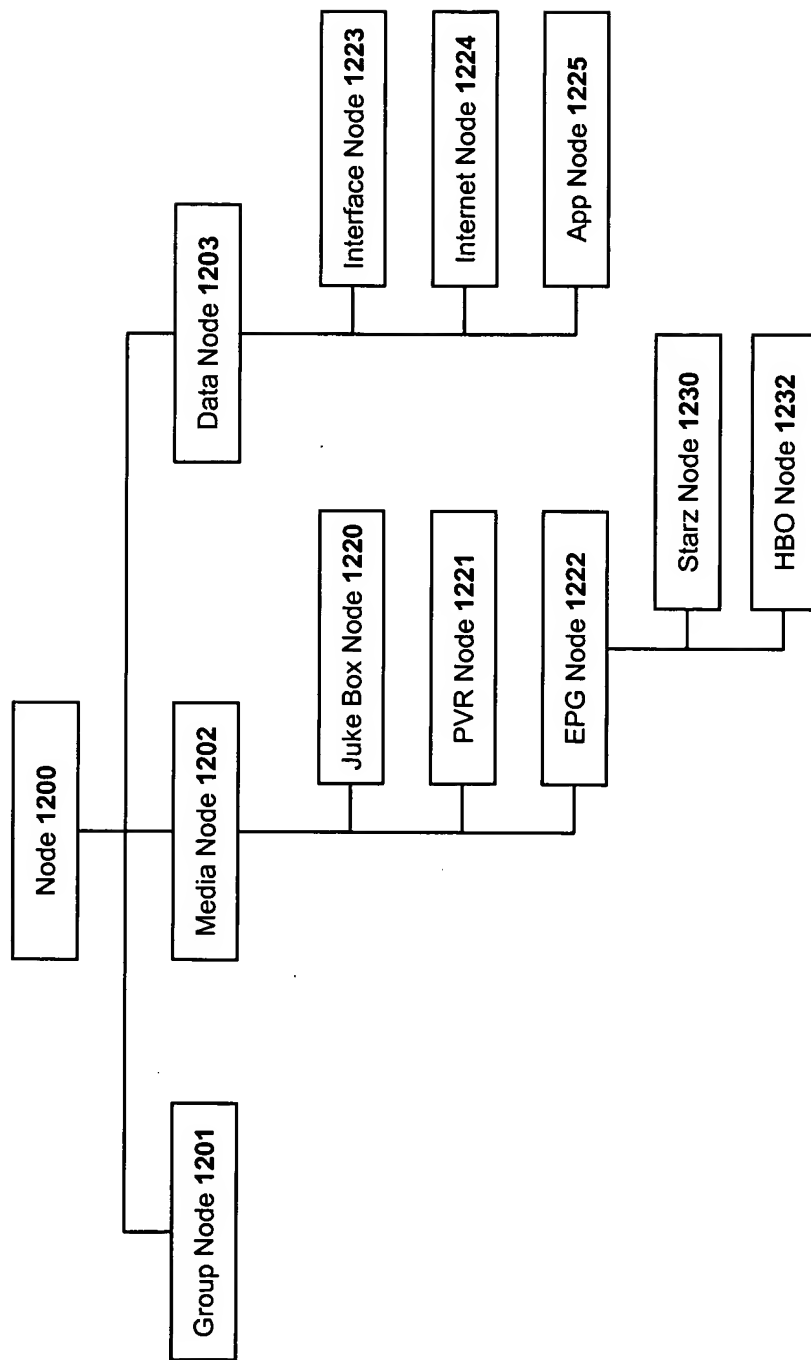 Node 1200
Group Node 1201
Media Node 1202
Data Node 1203
Juke Box Node 1220
PVR Node 1221
EPG Node 1222
Starz Node 1230
HBO Node 1232
Interface Node 1223
Internet Node 1224
App Node 1225